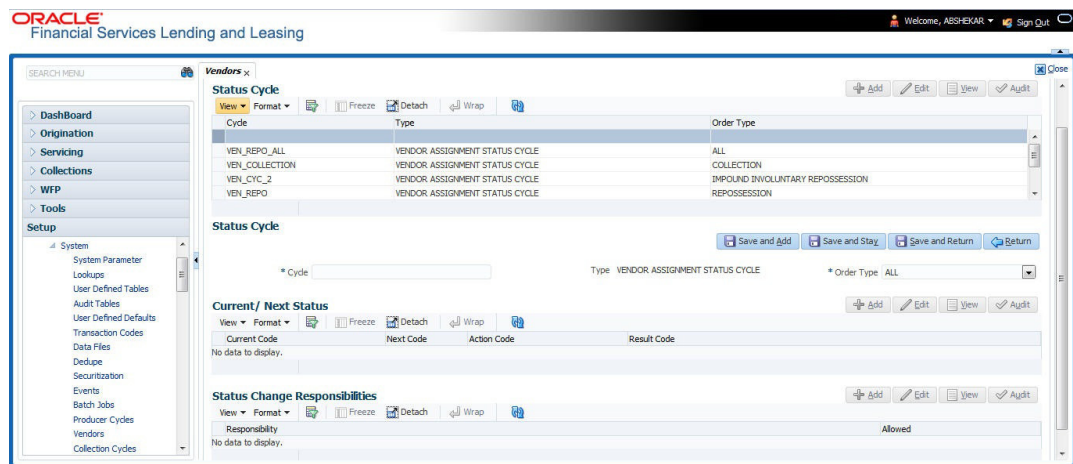 ORACLE®
Financial Services Lending and Leasing
Welcome, ABSHEKAR
Sign Out
SEARCH MENU
Vendors
Close
DashBoard
Origination
Servicing
Collections
WFP
Tools
Setup
System
System Parameter
Lookups
User Defined Tables
Audit Tables
User Defined Defaults
Transaction Codes
Data Files
Dedupe
Securitization
Events
Batch Jobs
Producer Cycles
Vendors
Collection Cycles
Status Cycle
Add Edit View Audit
View Format Freeze Detach Wrap
Cycle Type Order Type
VEN_REPO_ALL VENDOR ASSIGNMENT STATUS CYCLE ALL
VEN_COLLECTION VENDOR ASSIGNMENT STATUS CYCLE COLLECTION
VEN_CYC_2 VENDOR ASSIGNMENT STATUS CYCLE IMPOUND INVOLUNTARY REPOSSESSION
VEN_REPO VENDOR ASSIGNMENT STATUS CYCLE REPOSSESSION
Status Cycle
Save and Add Save and Stay Save and Return Return
* Cycle Type VENDOR ASSIGNMENT STATUS CYCLE * Order Type ALL
Current/ Next Status
Add Edit View Audit
View Format Freeze Detach Wrap
Current Code Next Code Action Code Result Code
No data to display.
Status Change Responsibilities
Add Edit View Audit
View Format Freeze Detach Wrap
Responsibility Allowed
No data to display.